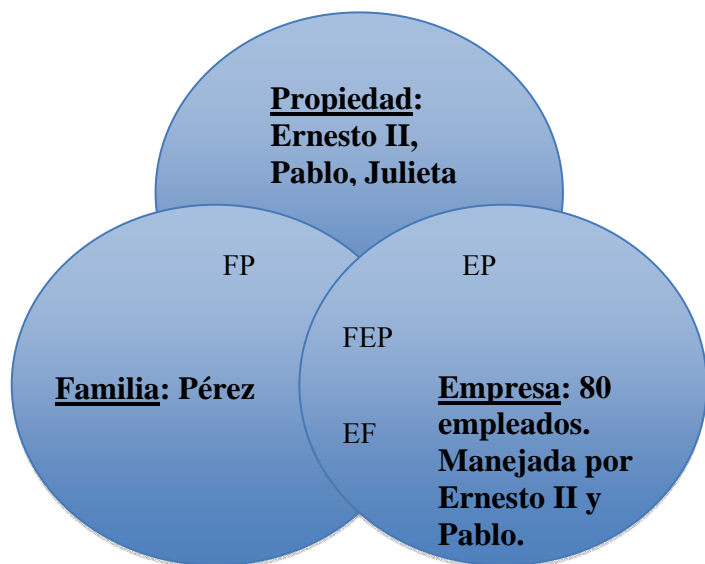 Propiedad:
Ernesto II,
Pablo, Julieta
FP
EP
FEP
Familia: Pérez
EF
Empresa: 80
empleados.
Manejada por
Ernesto II y
Pablo.